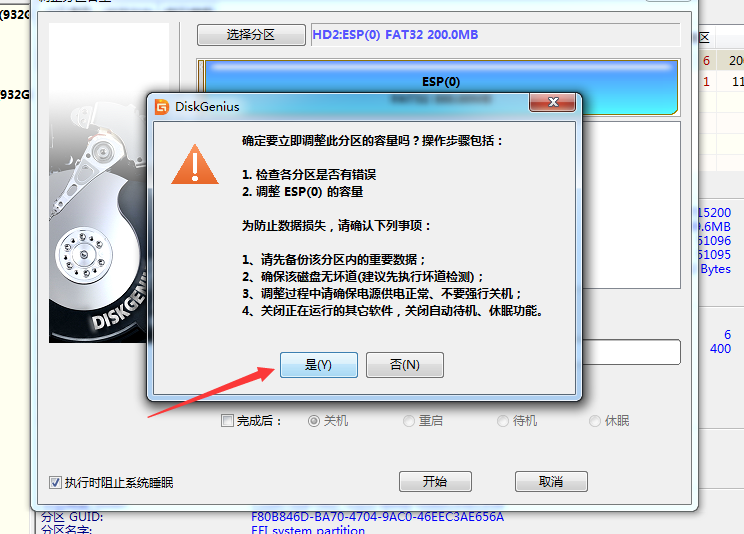 (932G
选择分区
HD2:ESP(0) FAT32 200.0MB
区
6
200
ESP(0)
932G
1
11
DiskGenius
确定要立即调整此分区的容量吗？操作步骤包括：
1. 检查各分区是否有错误
2. 调整 ESP(0) 的容量
为防止数据损失，请确认下列事项：
1、请先备份该分区内的重要数据；
2、确保该磁盘无坏道(建议先执行坏道检测)；
3、调整过程中请确保电源供电正常、不要强行关机；
4、关闭正在运行的其它软件，关闭自动待机、休眠功能。
15200
9.6MB
51096
51095
Bytes
DISKGENIUS
6
400
是(Y)
否(N)
完成后：
关机
重启
待机
休眠
执行时阻止系统睡眠
开始
取消
分区 GUID:
F80B846D-BA70-4704-9AC0-46EEC3AE656A
分区名字:
EFI system partition